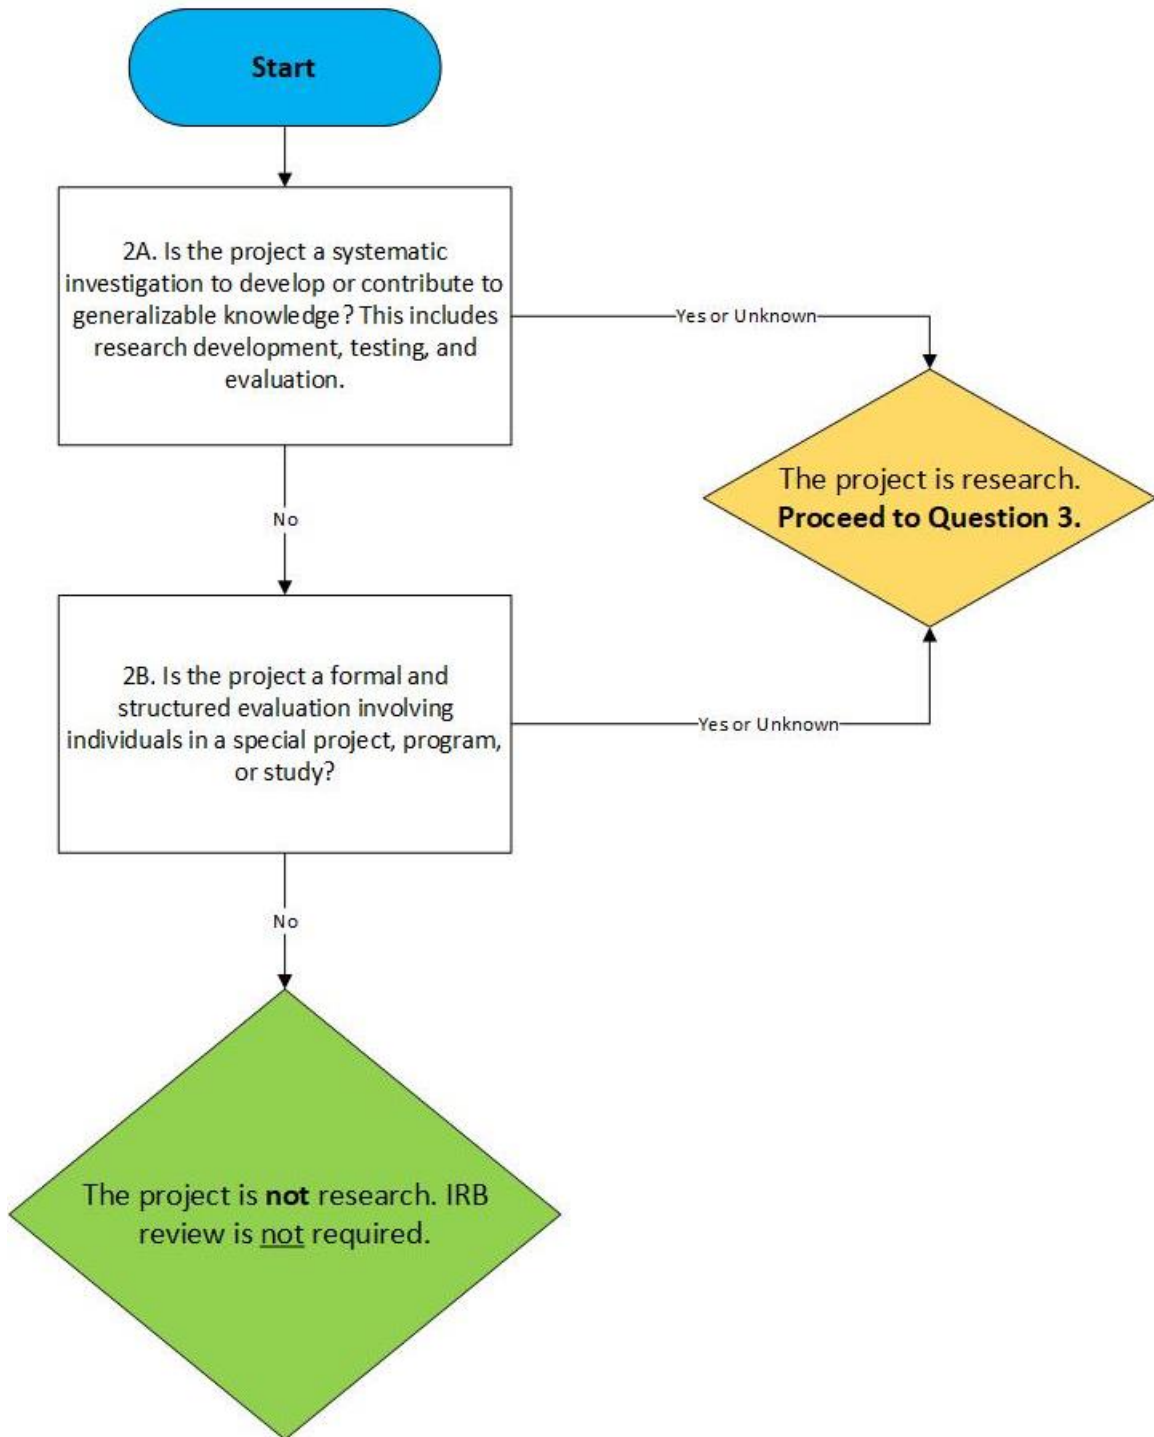 Start
2A. Is the project a systematic
investigation to develop or contribute to
generalizable knowledge? This includes
research development, testing, and
evaluation.
Yes or Unknown
The project is research.
Proceed to Question 3.
No
2B. Is the project a formal and
structured evaluation involving
individuals in a special project, program,
or study?
Yes or Unknown
No
The project is not research. IRB
review is not required.